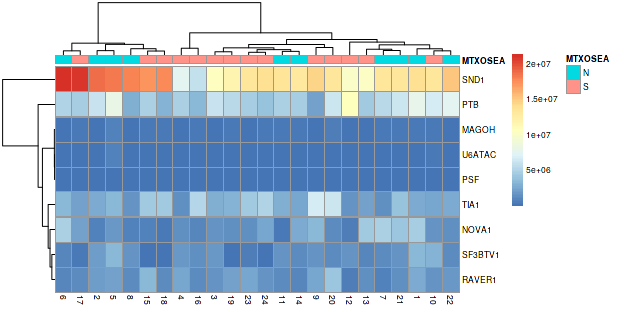 MTXOSEA
SND1
PTB
MAGOH
U6ATAC
PSF
TIA1
NOVA1
SF3BTV1
RAVER1
6 17 2 5 8 15 18 4 16 3 19 23 24 11 14 9 20 12 13 7 21 1 10 22
2e+07
1.5e+07
1e+07
5e+06
MTXOSEA
N
S